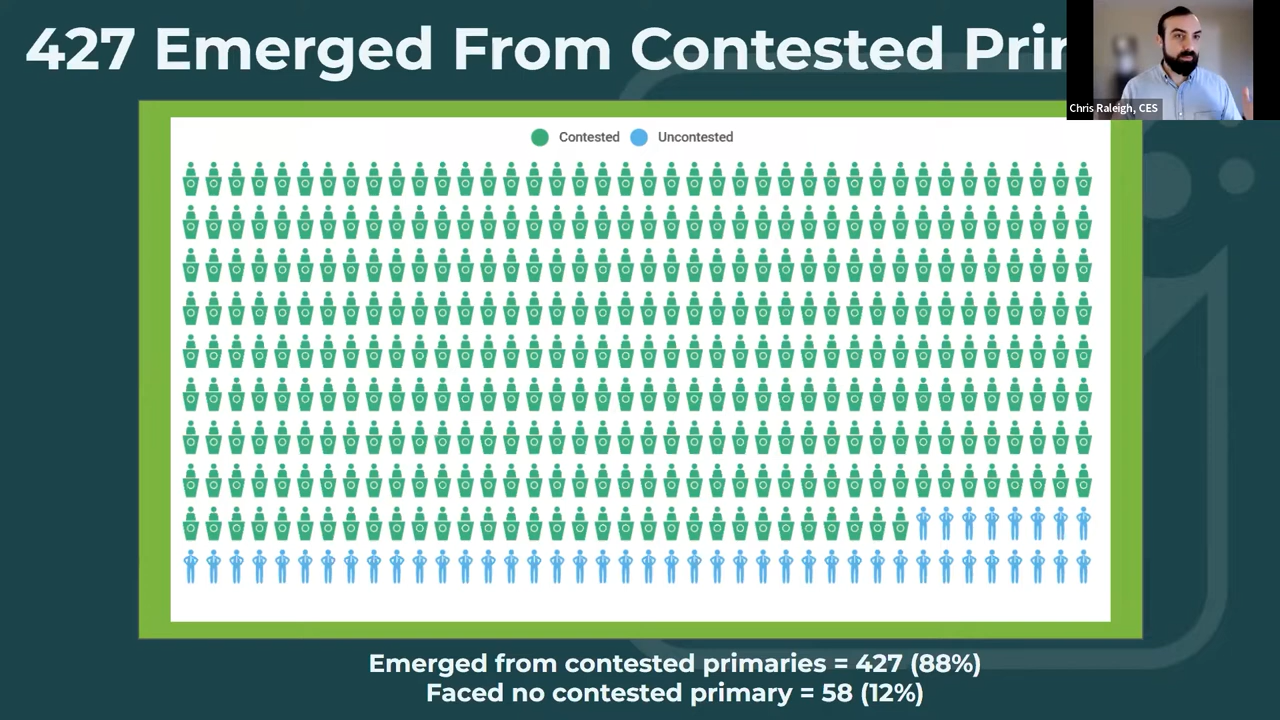 427 Emerged From Contested
Chris Raleigh, CES
Contested Uncontested
Emerged from contested primaries = 427 (88%)
Faced no contested primary = 58 (12%)